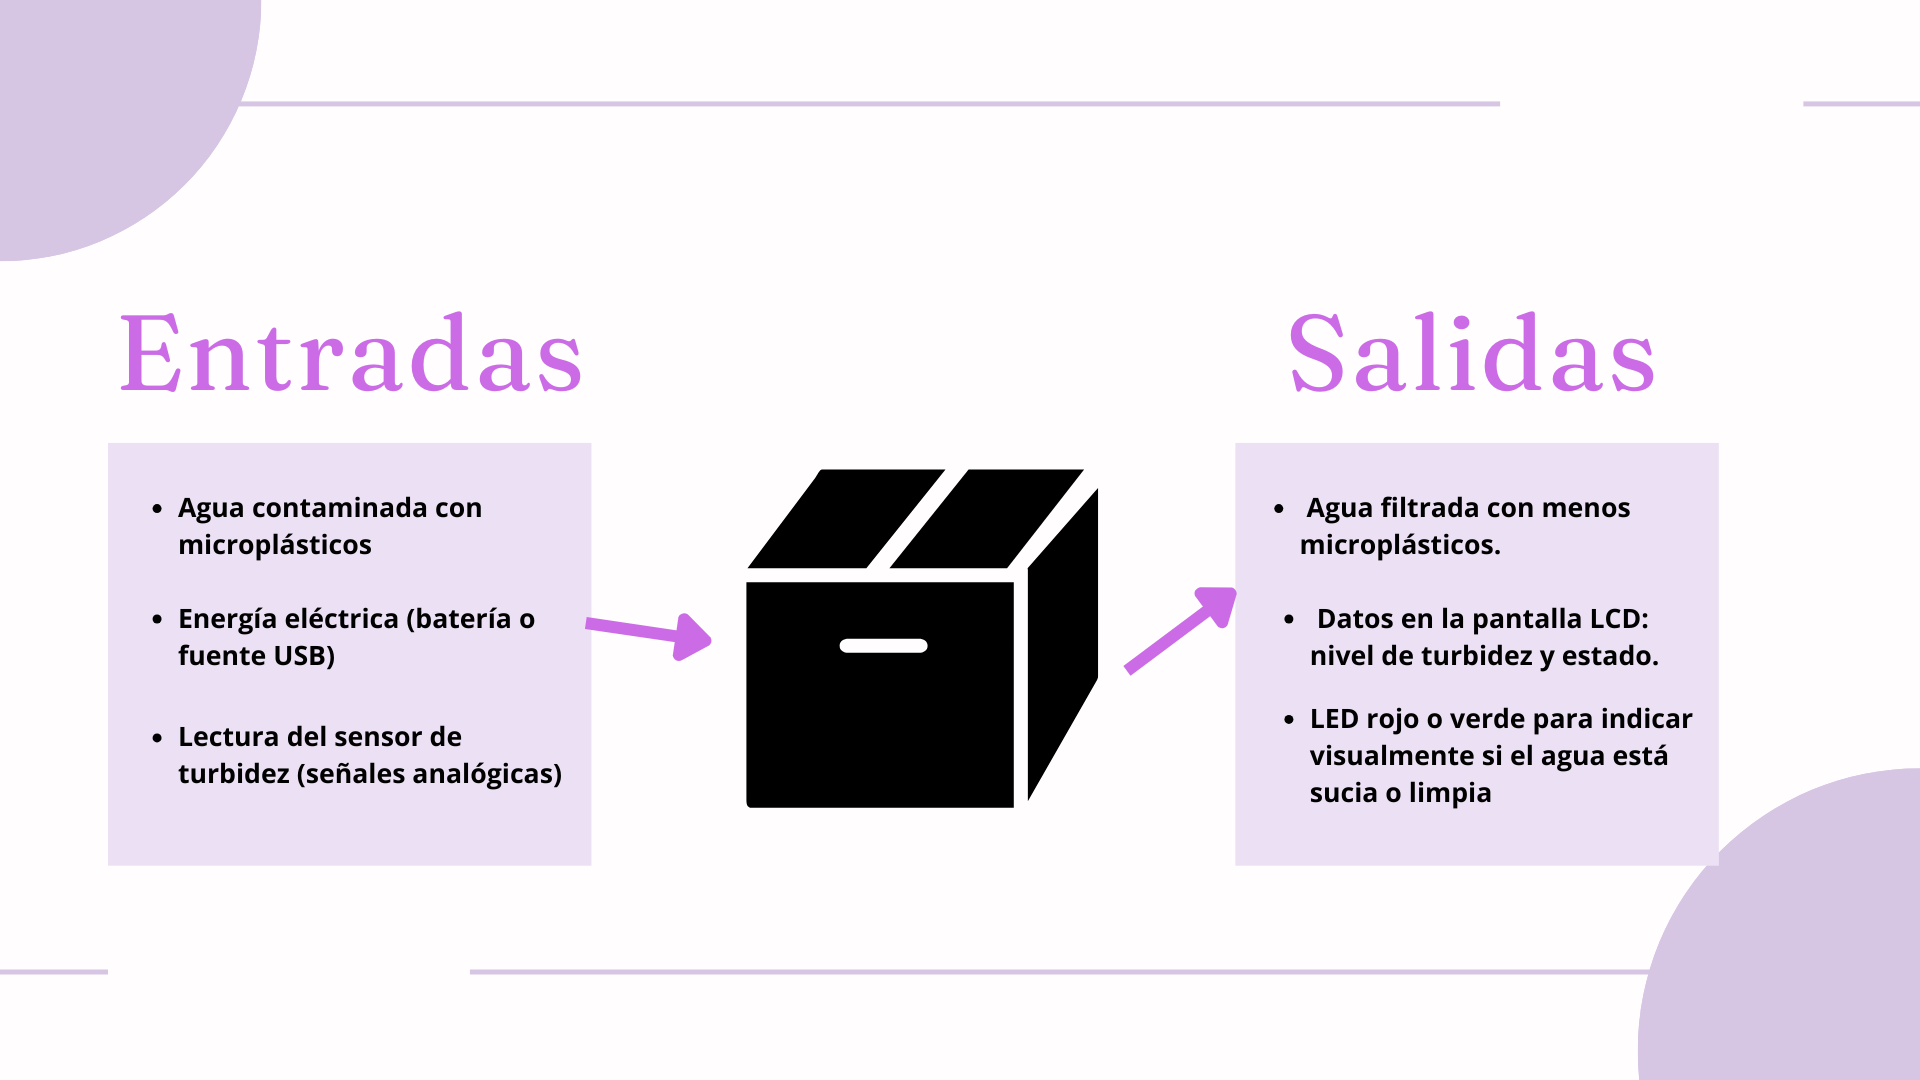 Entradas
• Agua contaminada con
microplásticos
• Energía eléctrica (batería o
fuente USB)
• Lectura del sensor de
turbidez (señales analógicas)
Salidas
• Agua filtrada con menos
microplásticos.
• Datos en la pantalla LCD:
nivel de turbidez y estado.
• LED rojo o verde para indicar
visualmente si el agua está
sucia o limpia